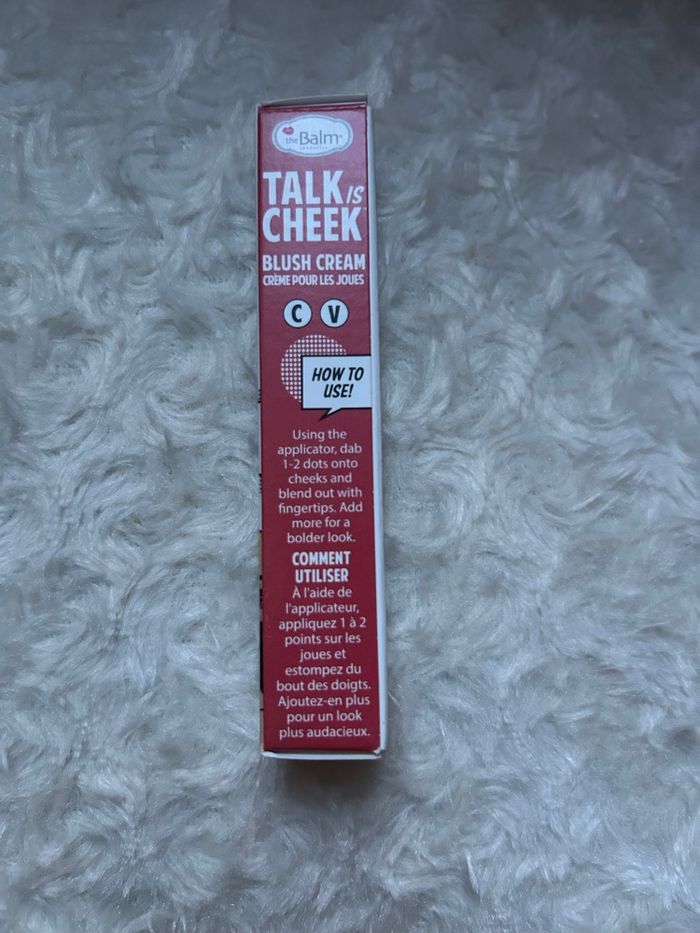 the Balm®
cosmetics
TALK IS
CHEEK
BLUSH CREAM
CRÈME POUR LES JOUES
C V
HOW TO
USE!
Using the
applicator, dab
1-2 dots onto
cheeks and
blend out with
fingertips. Add
more for a
bolder look.
COMMENT
UTILISER
À l'aide de
l'applicateur,
appliquez 1 à 2
points sur les
joues et
estompez du
bout des doigts.
Ajoutez-en plus
pour un look
plus audacieux.